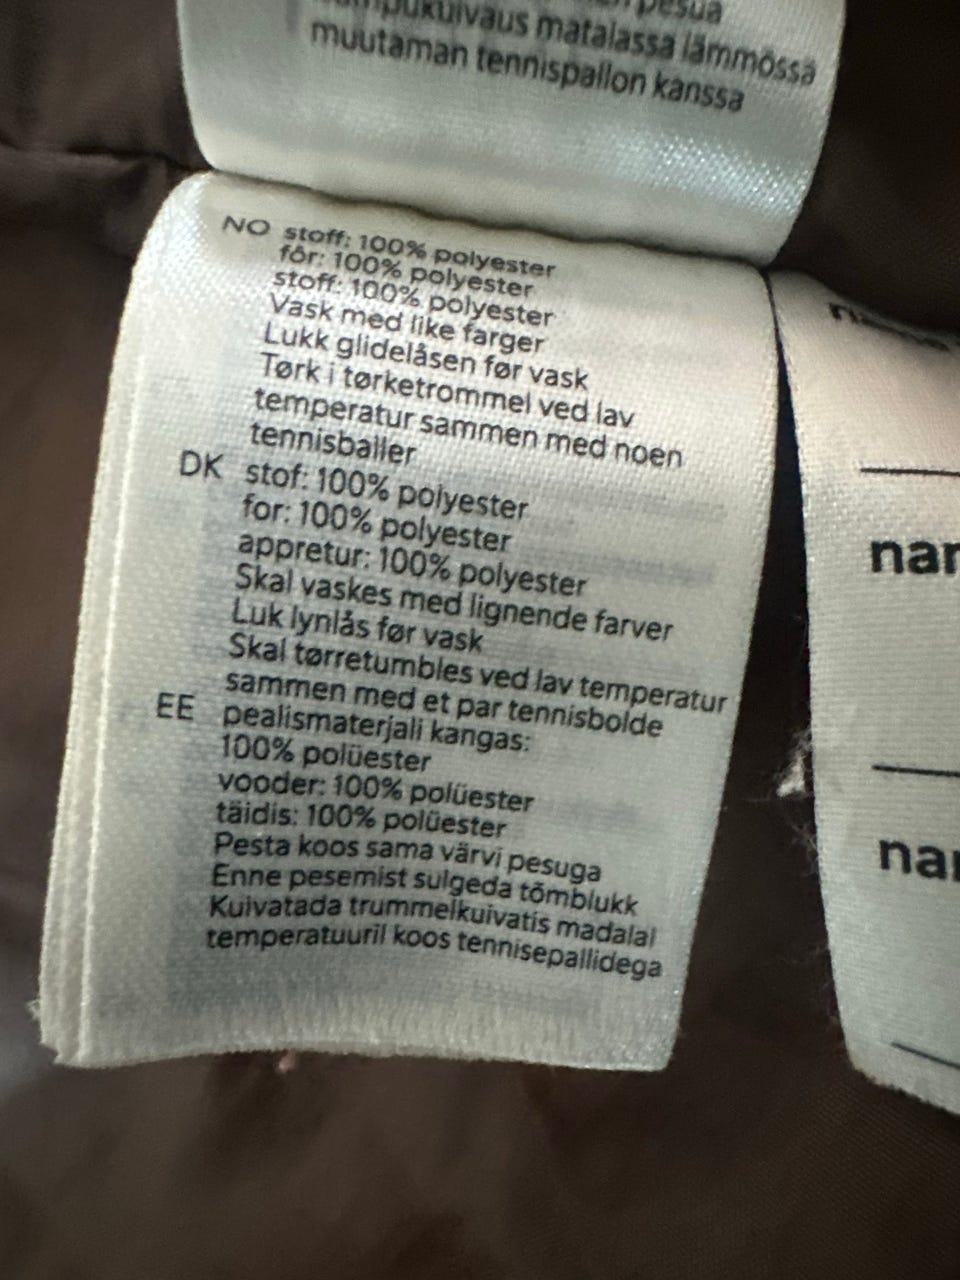 pesua
matalassa lämmössä
muutaman tennispallon kanssa
NO stoff: 100% polyester
fôr: 100% polyester
stoff: 100% polyester
Vask med like farger
Lukk glidelåsen før vask
Tørk i tørketrommel ved lav
temperatur sammen med noen
tennisballer
DK stof: 100% polyester
for: 100% polyester
appretur: 100% polyester
Skal vaskes med lignende farver
Luk lynlås før vask
Skal tørretumbles ved lav temperatur
sammen med et par tennisbolde
EE pealismaterjali kangas:
100% polüester
vooder: 100% polüester
täidis: 100% polüester
Pesta koos sama värvi pesuga
Enne pesemist sulgeda tõmblukk
Kuivatada trummelkuivatis madalal
temperatuuril koos tennisepallidega